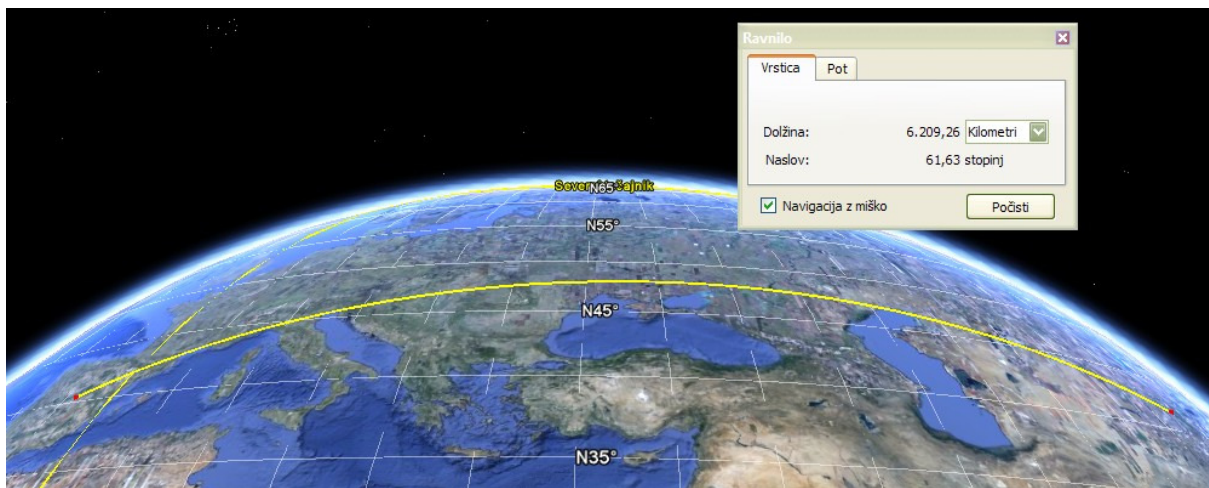 Ravnilo
Vrstica
Pot
Dolžina: 6.209,26 Kilometri
Naslov: 61,63 stopinj
Navigacija z miško
Počisti
N65°
N55°
N45°
N35°